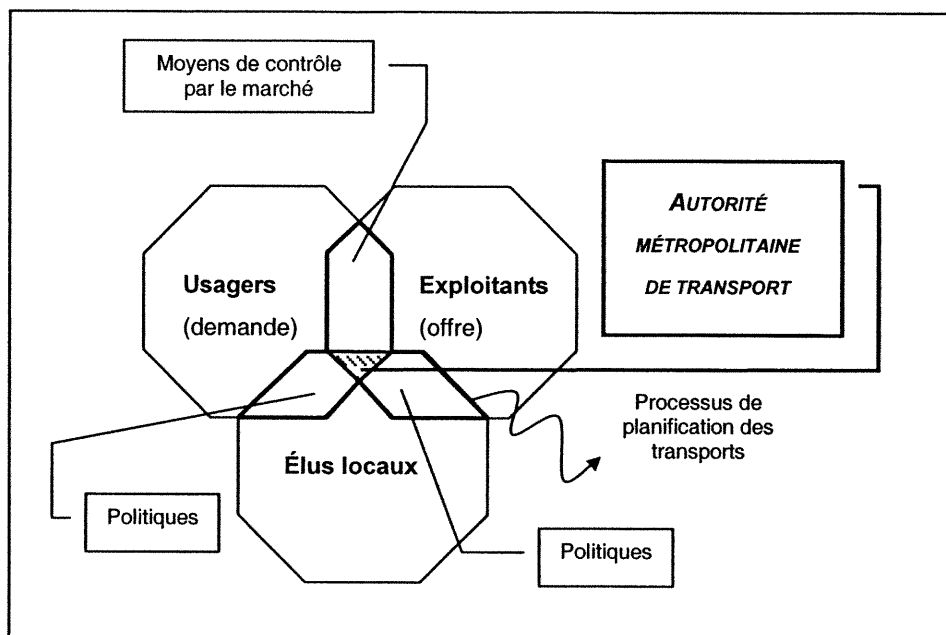 Moyens de contrôle
par le marché
AUTORITÉ
MÉTROPOLITAINE
DE TRANSPORT
Usagers
(demande)
Exploitants
(offre)
Processus de
planification des
transports
Élus locaux
Politiques
Politiques